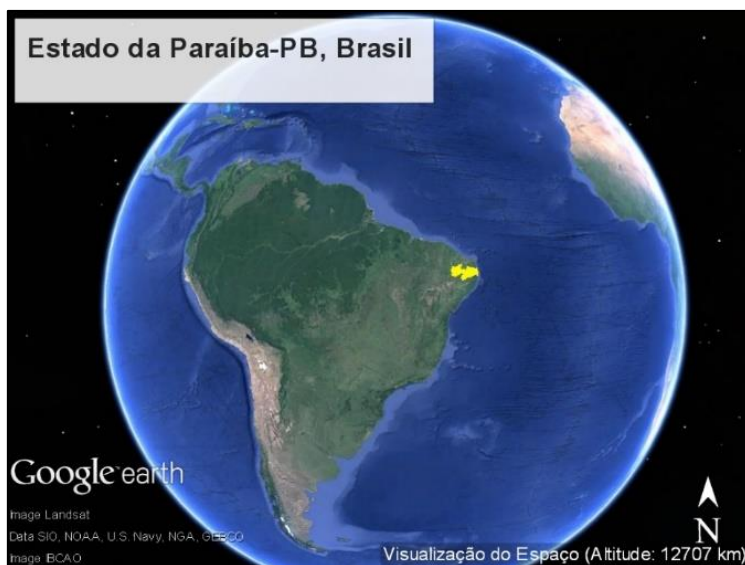 Estado da Paraíba-PB, Brasil
Google earth
Image Landsat
Data SIO, NOAA, U.S. Navy, NGA, GEBCO
Image IBCAO
N
Visualização do Espaço (Altitude: 12707 km)